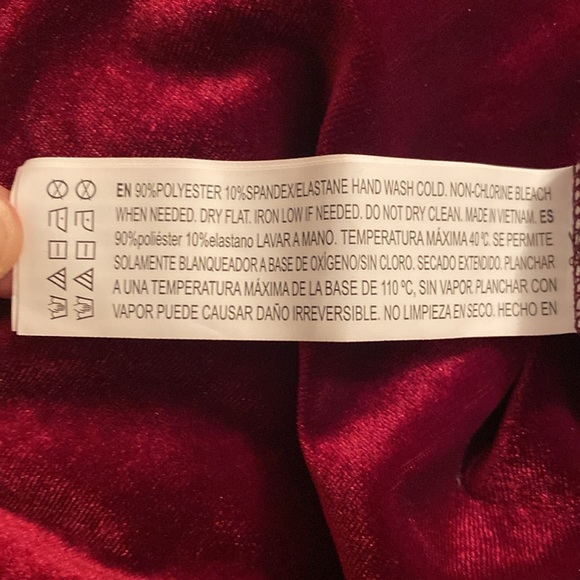 EN 90%POLYESTER 10%SPANDEX/ELASTANE HAND WASH COLD. NON-CHLORINE BLEACH
WHEN NEEDED. DRY FLAT. IRON LOW IF NEEDED. DO NOT DRY CLEAN. MADE IN VIETNAM. ES
90%poliéster 10%elastano LAVAR A MANO. TEMPERATURA MÁXIMA 40 ºC. SE PERMITE
SOLAMENTE BLANQUEADOR A BASE DE OXÍGENO/SIN CLORO. SECADO EXTENDIDO. PLANCHAR
A UNA TEMPERATURA MÁXIMA DE LA BASE DE 110 ºC, SIN VAPOR. PLANCHAR CON
VAPOR PUEDE CAUSAR DAÑO IRREVERSIBLE. NO LIMPIEZA EN SECO. HECHO EN